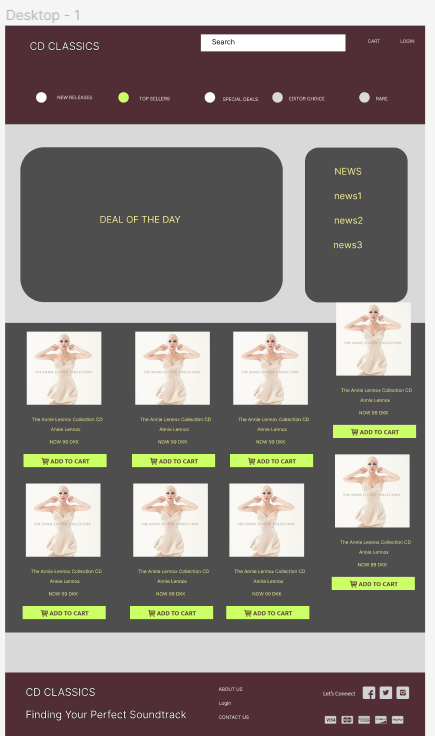 Desktop - 1
CD CLASSICS
Search
CART
LOGIN
NEW RELEASES
TOP SELLERS
SPECIAL DEALS
EDITOR CHOICE
RARE
DEAL OF THE DAY
NEWS
news1
news2
news3
THE ANNIE LENNOX COLLECTION
THE ANNIE LENNOX COLLECTION
THE ANNIE LENNOX COLLECTION
THE ANNIE LENNOX COLLECTION
The Annie Lennox Collection CD
Annie Lennox
NOW 99 DKK
ADD TO CART
The Annie Lennox Collection CD
Annie Lennox
NOW 99 DKK
ADD TO CART
The Annie Lennox Collection CD
Annie Lennox
NOW 99 DKK
ADD TO CART
The Annie Lennox Collection CD
Annie Lennox
NOW 99 DKK
ADD TO CART
THE ANNIE LENNOX COLLECTION
THE ANNIE LENNOX COLLECTION
THE ANNIE LENNOX COLLECTION
THE ANNIE LENNOX COLLECTION
The Annie Lennox Collection CD
Annie Lennox
NOW 99 DKK
ADD TO CART
The Annie Lennox Collection CD
Annie Lennox
NOW 99 DKK
ADD TO CART
The Annie Lennox Collection CD
Annie Lennox
NOW 99 DKK
ADD TO CART
The Annie Lennox Collection CD
Annie Lennox
NOW 99 DKK
ADD TO CART
CD CLASSICS
Finding Your Perfect Soundtrack
ABOUT US
Login
CONTACT US
Let's Connect
VISA
PayPal